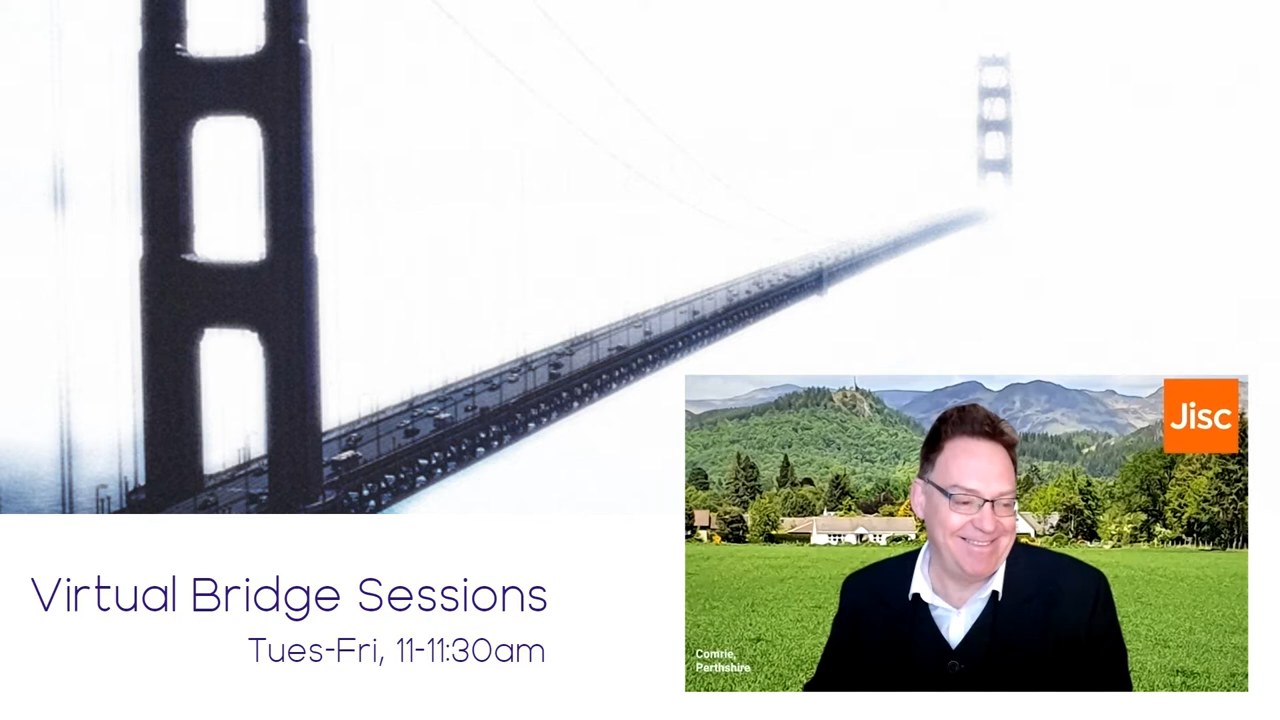 Jisc
Virtual Bridge Sessions
Tues-Fri, 11-11:30am
Comrie,
Perthshire